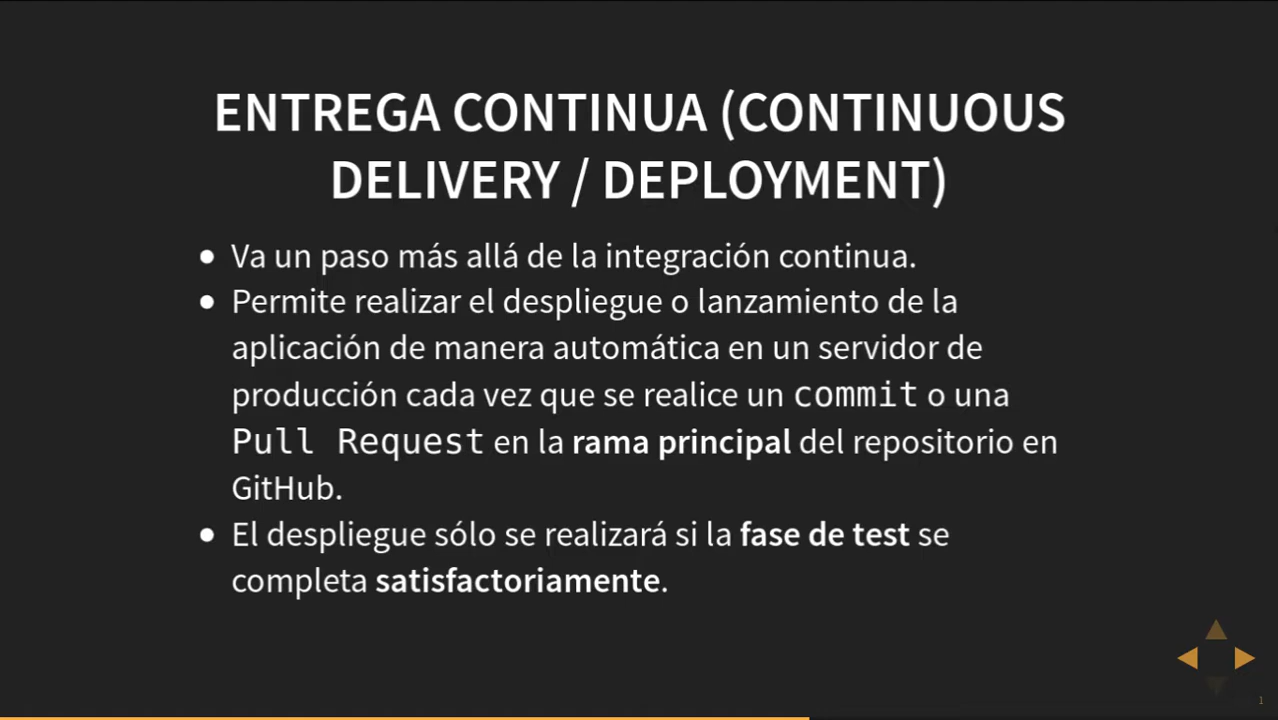 ENTREGA CONTINUA (CONTINUOUS
DELIVERY / DEPLOYMENT)
• Va un paso más allá de la integración continua.
• Permite realizar el despliegue o lanzamiento de la
aplicación de manera automática en un servidor de
producción cada vez que se realice un commit o una
Pull Request en la rama principal del repositorio en
GitHub.
• El despliegue sólo se realizará si la fase de test se
completa satisfactoriamente.
1